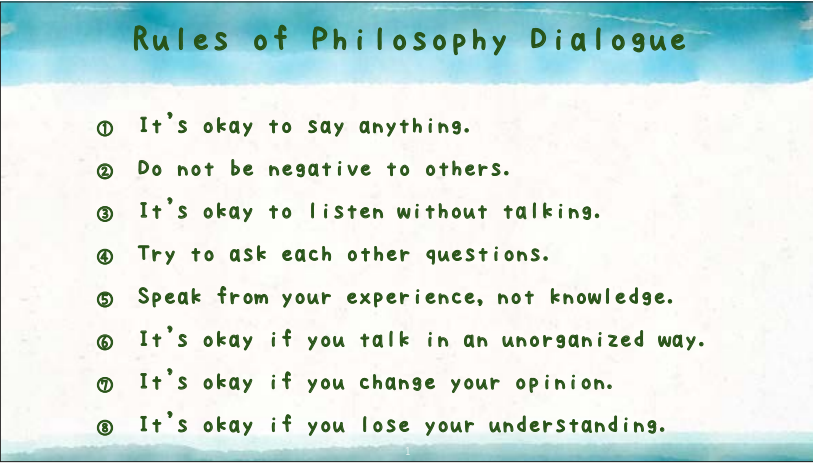 Rules of Philosophy Dialogue
① It's okay to say anything.
② Do not be negative to others.
③ It's okay to listen without talking.
④ Try to ask each other questions.
⑤ Speak from your experience, not knowledge.
⑥ It's okay if you talk in an unorganized way.
⑦ It's okay if you change your opinion.
⑧ It's okay if you lose your understanding.
1